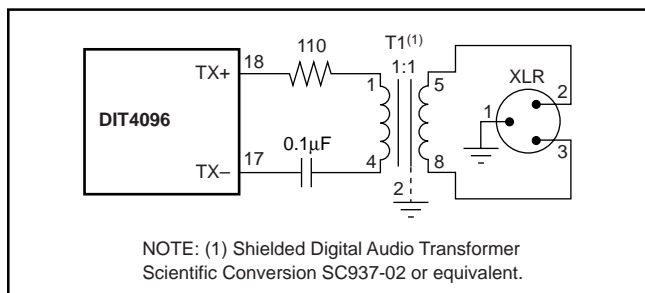 18
110
T1(1)
TX+
1
1:1
5
XLR
2
1
DIT4096
0.1µF
3
17
TX–
4
8
2
NOTE: (1) Shielded Digital Audio Transformer
Scientific Conversion SC937-02 or equivalent.